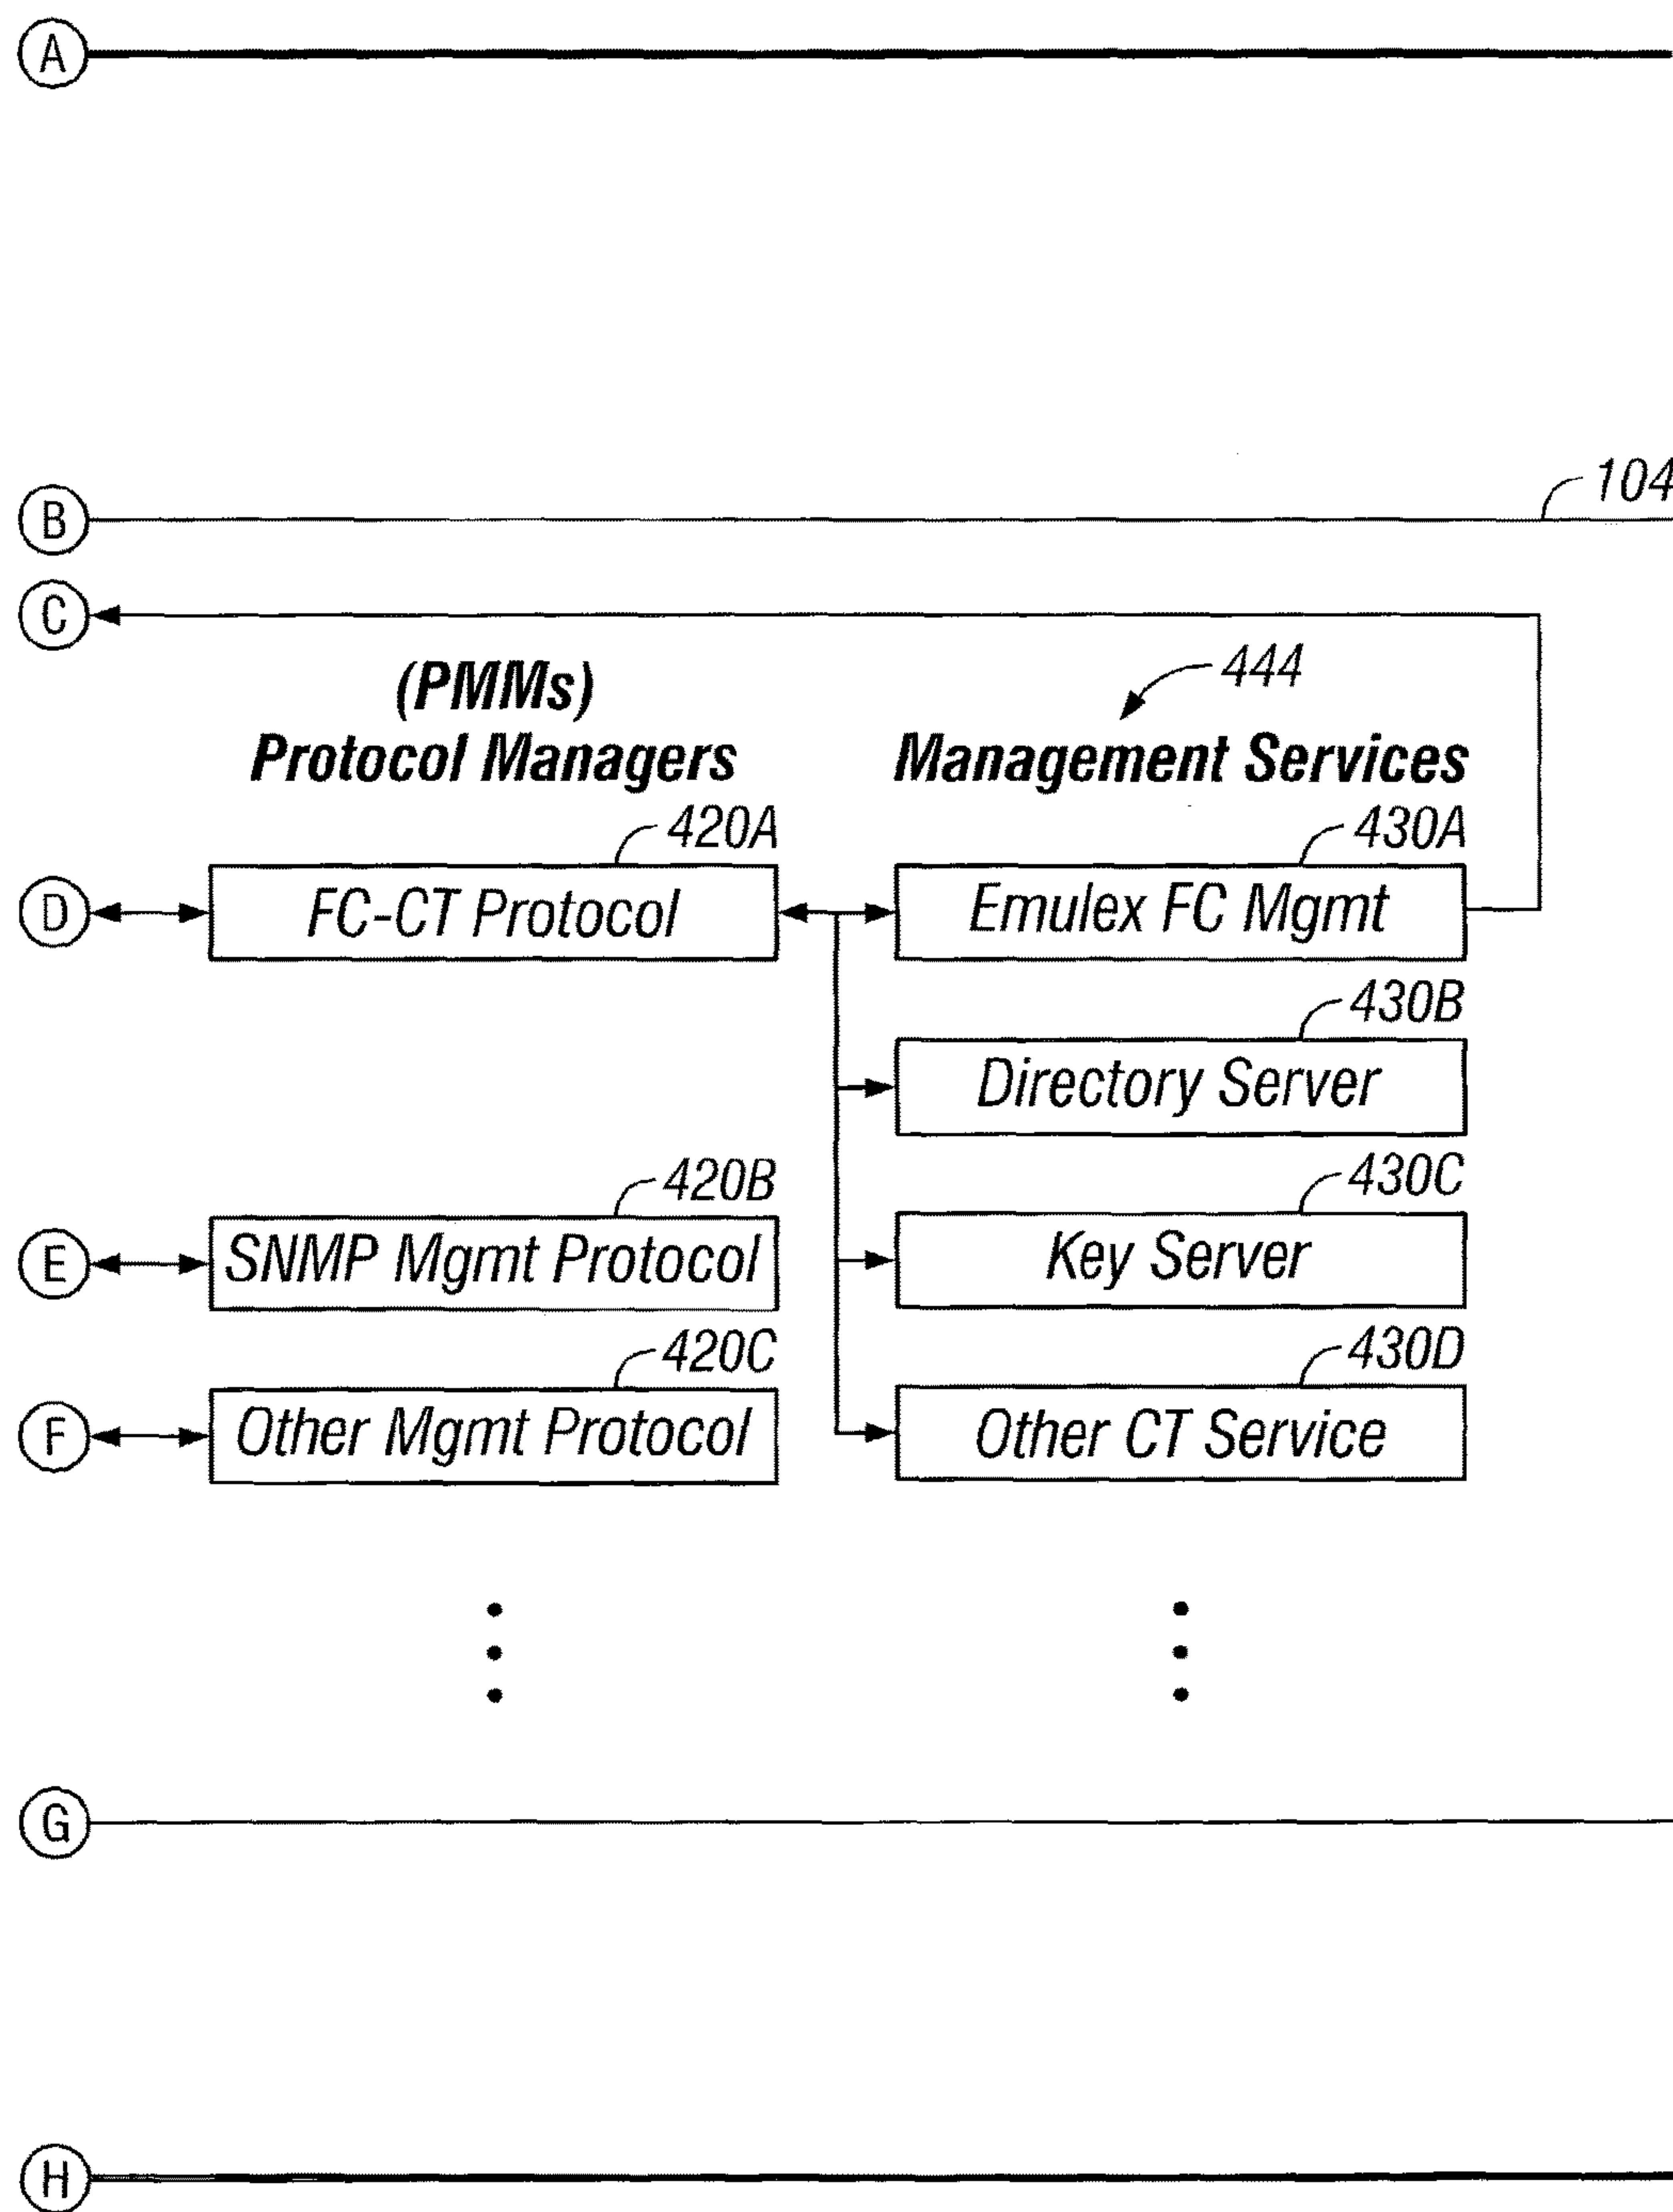 A
B
104
C
444
(PMMs)
Protocol Managers
Management Services
420A
430A
D
FC-CT Protocol
Emulex FC Mgmt
430B
Directory Server
420B
430C
E
SNMP Mgmt Protocol
Key Server
420C
430D
F
Other Mgmt Protocol
Other CT Service
G
H